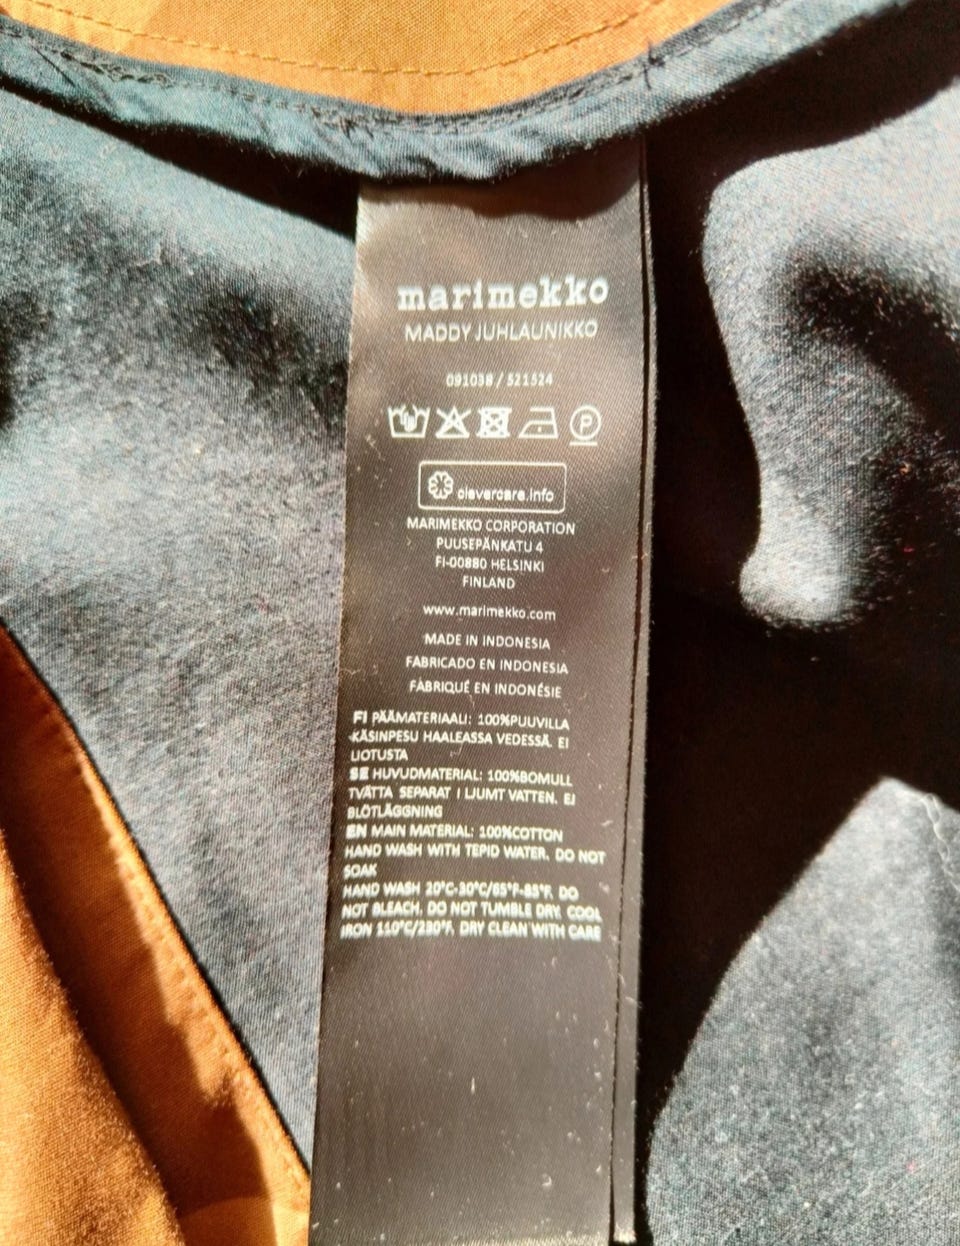 marimekko
MADDY JUHLAUNIKKO
091038 / 521524
P
clevercare.info
MARIMEKKO CORPORATION
PUUSEPÄNKATU 4
FI-00880 HELSINKI
FINLAND
www.marimekko.com
MADE IN INDONESIA
FABRICADO EN INDONESIA
FABRIQUÉ EN INDONÉSIE
FI PÄÄMATERIAALI: 100%PUUVILLA
KÄSINPESU HAALEASSA VEDESSÄ. EI
LIOTUSTA
SE HUVUDMATERIAL: 100%BOMULL
TVÄTTA SEPARAT I LJUMT VATTEN. EJ
BLÖTLÄGGNING
EN MAIN MATERIAL: 100%COTTON
HAND WASH WITH TEPID WATER. DO NOT
SOAK
HAND WASH 20°C-30°C/65°F-85°F. DO
NOT BLEACH. DO NOT TUMBLE DRY. COOL
IRON 110°C/230°F. DRY CLEAN WITH CARE